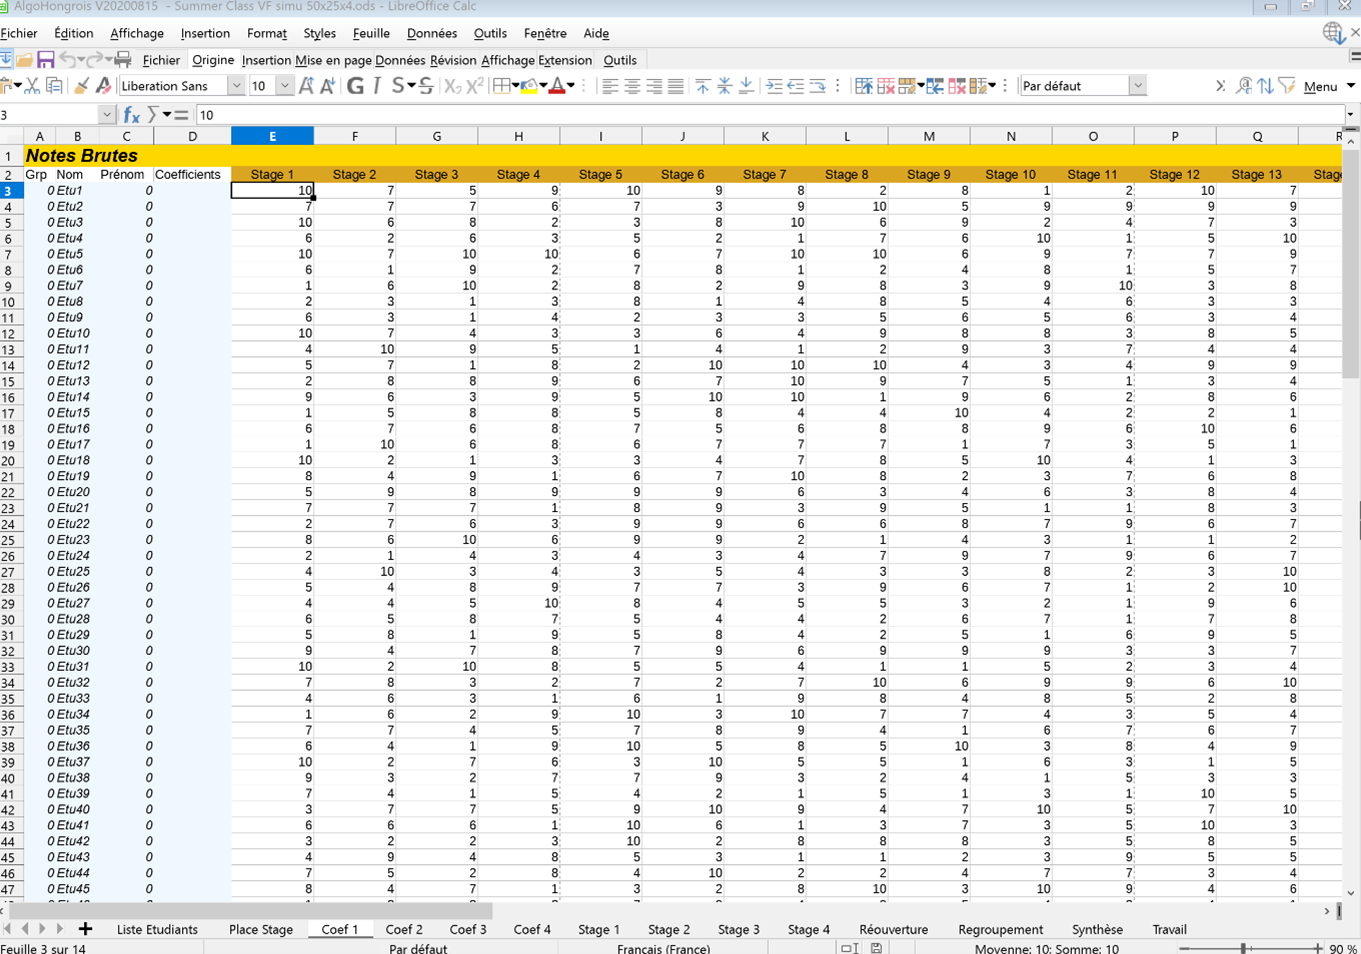 AlgoHongrois V20200815 - Summer Class VF simu 50x25x4.ods - LibreOffice Calc
Fichier Edition Affichage Insertion Format Styles Feuille Données Outils Fenêtre Aide
Fichier Origine Insertion Mise en page Données Révision Affichage Extension Outils
Liberation Sans 10 G I S S X₂ X² A Par défaut Menu
3 fx 10
A B C D E F G H I J K L M N O P Q R
1 Notes Brutes
2 Grp Nom Prénom Coefficients Stage 1 Stage 2 Stage 3 Stage 4 Stage 5 Stage 6 Stage 7 Stage 8 Stage 9 Stage 10 Stage 11 Stage 12 Stage 13 Stage
3 0 Etu1 0 10 7 5 9 10 9 8 2 8 1 2 10 7
4 0 Etu2 0 7 7 7 6 7 3 9 10 5 9 9 9 9
5 0 Etu3 0 10 6 8 2 3 8 10 6 9 2 4 7 3
6 0 Etu4 0 6 2 6 3 5 2 1 7 6 10 1 5 10
7 0 Etu5 0 10 7 10 10 6 7 10 10 6 9 7 7 9
8 0 Etu6 0 6 1 9 2 7 8 1 2 4 8 1 5 7
9 0 Etu7 0 1 6 10 2 8 2 9 8 3 9 10 3 8
10 0 Etu8 0 2 3 1 3 8 1 4 8 5 4 6 3 3
11 0 Etu9 0 6 3 1 4 2 3 3 5 6 5 6 3 4
12 0 Etu10 0 10 7 4 3 3 6 4 9 8 8 3 8 5
13 0 Etu11 0 4 10 9 5 1 4 1 2 9 3 7 4 4
14 0 Etu12 0 5 7 1 8 2 10 10 10 4 3 4 9 9
15 0 Etu13 0 2 8 8 9 6 7 10 9 7 5 1 3 4
16 0 Etu14 0 9 6 3 9 5 10 10 1 9 6 2 8 6
17 0 Etu15 0 1 5 8 8 5 8 4 4 10 4 2 2 1
18 0 Etu16 0 6 7 6 8 7 5 6 8 8 9 6 10 6
19 0 Etu17 0 1 10 6 8 6 7 7 7 1 7 3 5 1
20 0 Etu18 0 10 2 1 3 3 4 7 8 5 10 4 1 3
21 0 Etu19 0 8 4 9 1 6 7 10 8 2 3 7 6 8
22 0 Etu20 0 5 9 8 9 9 9 6 3 4 6 3 8 4
23 0 Etu21 0 7 7 7 1 8 9 3 9 5 1 1 8 3
24 0 Etu22 0 2 7 6 3 9 9 6 6 8 7 9 6 7
25 0 Etu23 0 8 6 10 6 9 9 2 1 4 3 1 1 2
26 0 Etu24 0 2 1 4 3 4 3 4 7 9 7 9 6 7
27 0 Etu25 0 4 10 3 4 3 5 4 3 3 8 2 3 10
28 0 Etu26 0 5 4 8 9 7 7 3 9 6 7 1 2 10
29 0 Etu27 0 4 4 5 10 8 4 5 5 3 2 1 9 6
30 0 Etu28 0 6 5 8 7 5 4 4 2 6 7 1 7 8
31 0 Etu29 0 5 8 1 9 5 8 4 2 5 1 6 9 5
32 0 Etu30 0 9 4 7 8 7 9 6 9 9 9 3 3 7
33 0 Etu31 0 10 2 10 8 5 5 4 1 1 5 2 3 4
34 0 Etu32 0 7 8 3 2 7 2 7 10 6 9 9 6 10
35 0 Etu33 0 4 6 3 1 6 1 9 8 4 8 5 2 8
36 0 Etu34 0 1 6 2 9 10 3 10 7 7 4 3 5 4
37 0 Etu35 0 7 7 4 5 7 8 9 4 1 6 7 6 7
38 0 Etu36 0 6 4 1 9 10 5 8 5 10 3 8 4 9
39 0 Etu37 0 10 2 7 6 3 10 5 5 1 6 3 1 5
40 0 Etu38 0 9 3 2 7 7 9 3 2 4 1 5 3 3
41 0 Etu39 0 7 4 1 5 4 2 1 5 1 3 1 10 5
42 0 Etu40 0 3 7 7 5 9 10 9 4 7 10 5 7 10
43 0 Etu41 0 6 6 6 1 10 6 1 3 7 3 5 10 3
44 0 Etu42 0 3 2 2 3 10 2 8 8 8 3 5 8 5
45 0 Etu43 0 4 9 4 8 5 3 1 1 2 3 9 5 5
46 0 Etu44 0 7 5 2 8 4 10 2 2 4 7 7 3 4
47 0 Etu45 0 8 4 7 1 3 2 8 10 3 10 9 4 6
Liste Etudiants Place Stage Coef 1 Coef 2 Coef 3 Coef 4 Stage 1 Stage 2 Stage 3 Stage 4 Réouverture Regroupement Synthèse Travail
Feuille 3 sur 14 Par défaut Français (France) Moyenne: 10; Somme: 10 90 %